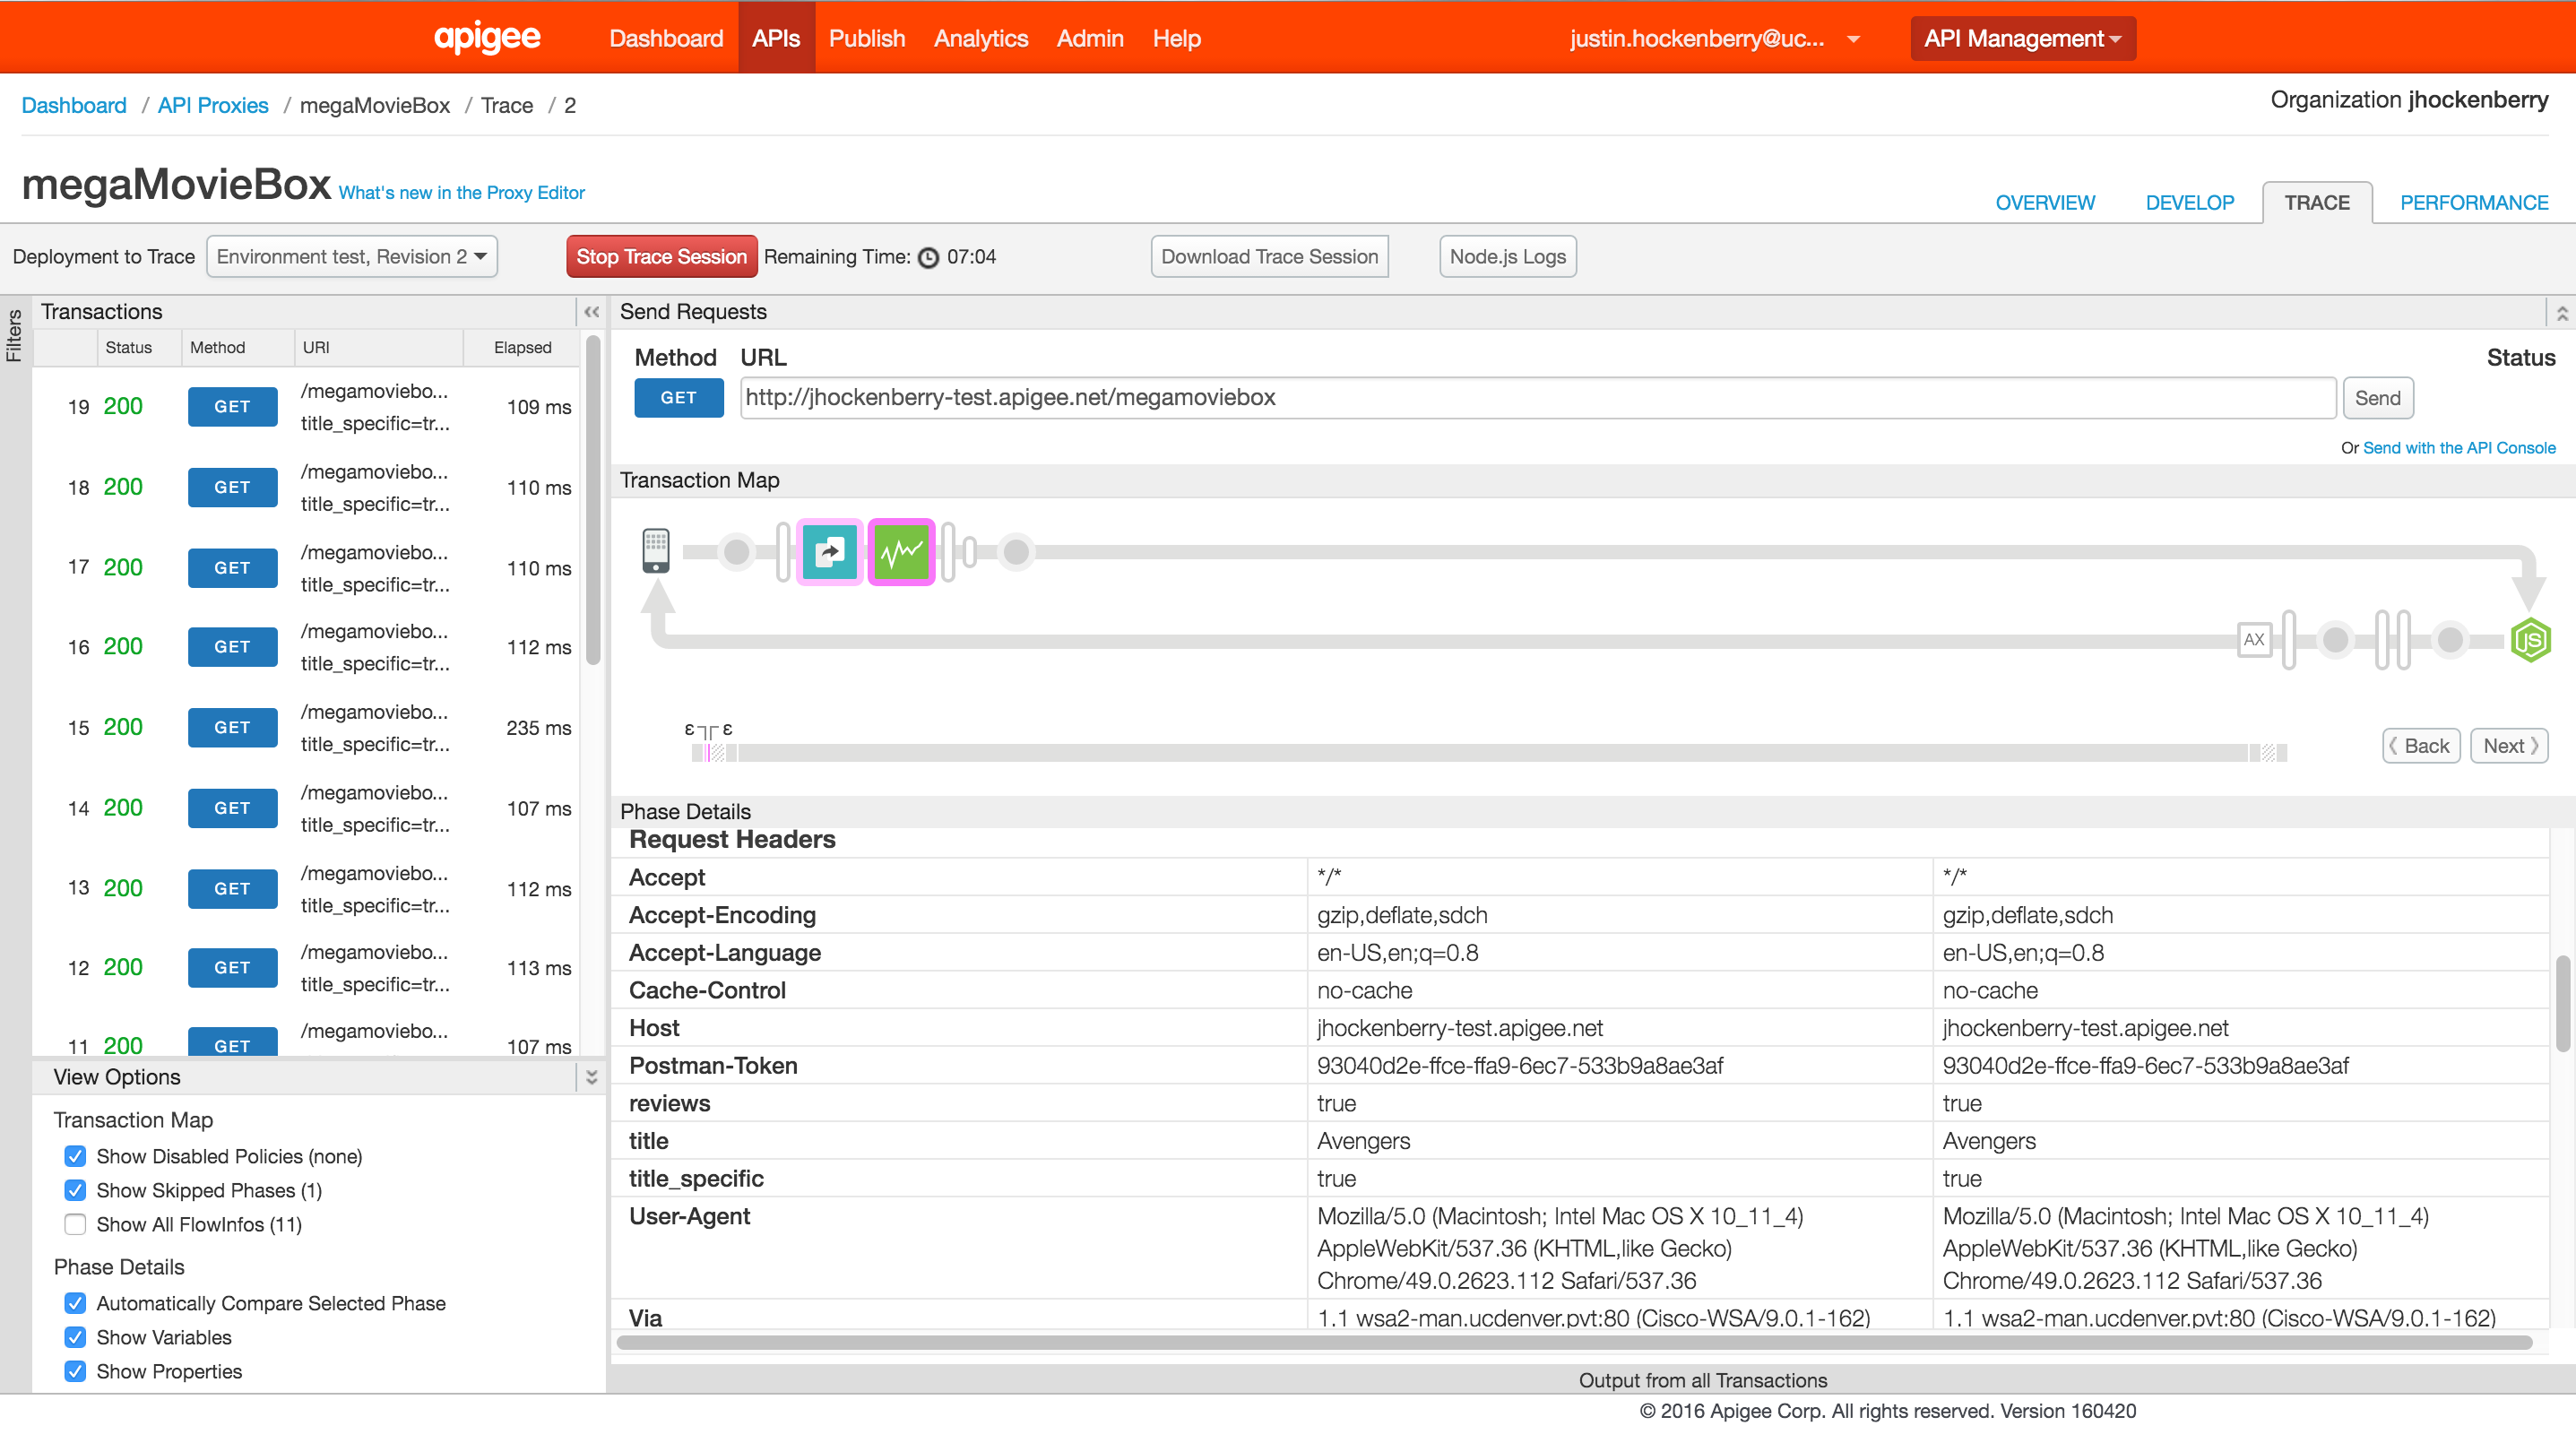 apigee Dashboard APIs Publish Analytics Admin Help justin.hockenberry@uc... API Management
Dashboard / API Proxies / megaMovieBox / Trace / 2 Organization jhockenberry
megaMovieBox What's new in the Proxy Editor OVERVIEW DEVELOP TRACE PERFORMANCE
Deployment to Trace Environment test, Revision 2 Stop Trace Session Remaining Time: 07:04 Download Trace Session Node.js Logs
Filters
Transactions
Status Method URI Elapsed
19 200 GET /megamoviebo... 109 ms
title_specific=tr...
18 200 GET /megamoviebo... 110 ms
title_specific=tr...
17 200 GET /megamoviebo... 110 ms
title_specific=tr...
16 200 GET /megamoviebo... 112 ms
title_specific=tr...
15 200 GET /megamoviebo... 235 ms
title_specific=tr...
14 200 GET /megamoviebo... 107 ms
title_specific=tr...
13 200 GET /megamoviebo... 112 ms
title_specific=tr...
12 200 GET /megamoviebo... 113 ms
title_specific=tr...
11 200 GET /megamoviebo... 107 ms
View Options
Transaction Map
Show Disabled Policies (none)
Show Skipped Phases (1)
Show All FlowInfos (11)
Phase Details
Automatically Compare Selected Phase
Show Variables
Show Properties
Send Requests
Method URL Status
GET http://jhockenberry-test.apigee.net/megamoviebox Send
Or Send with the API Console
Transaction Map
AX JS
ε ε
Back Next
Phase Details
Request Headers
Accept */* */*
Accept-Encoding gzip,deflate,sdch gzip,deflate,sdch
Accept-Language en-US,en;q=0.8 en-US,en;q=0.8
Cache-Control no-cache no-cache
Host jhockenberry-test.apigee.net jhockenberry-test.apigee.net
Postman-Token 93040d2e-ffce-ffa9-6ec7-533b9a8ae3af 93040d2e-ffce-ffa9-6ec7-533b9a8ae3af
reviews true true
title Avengers Avengers
title_specific true true
User-Agent Mozilla/5.0 (Macintosh; Intel Mac OS X 10_11_4) Mozilla/5.0 (Macintosh; Intel Mac OS X 10_11_4)
AppleWebKit/537.36 (KHTML,like Gecko) AppleWebKit/537.36 (KHTML,like Gecko)
Chrome/49.0.2623.112 Safari/537.36 Chrome/49.0.2623.112 Safari/537.36
Via 1.1 wsa2-man.ucdenver.pvt:80 (Cisco-WSA/9.0.1-162) 1.1 wsa2-man.ucdenver.pvt:80 (Cisco-WSA/9.0.1-162)
Output from all Transactions
© 2016 Apigee Corp. All rights reserved. Version 160420